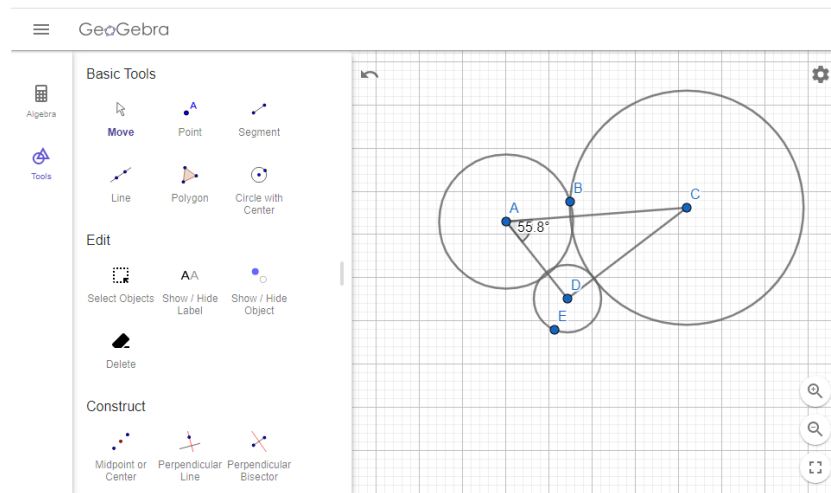 GeoGebra
Algebra
Tools
Basic Tools
Move
Point
Segment
Line
Polygon
Circle with
Center
Edit
Select Objects
Show / Hide
Label
Show / Hide
Object
Delete
Construct
Midpoint or
Center
Perpendicular
Line
Perpendicular
Bisector
A
AA
A
B
C
55.8°
D
E